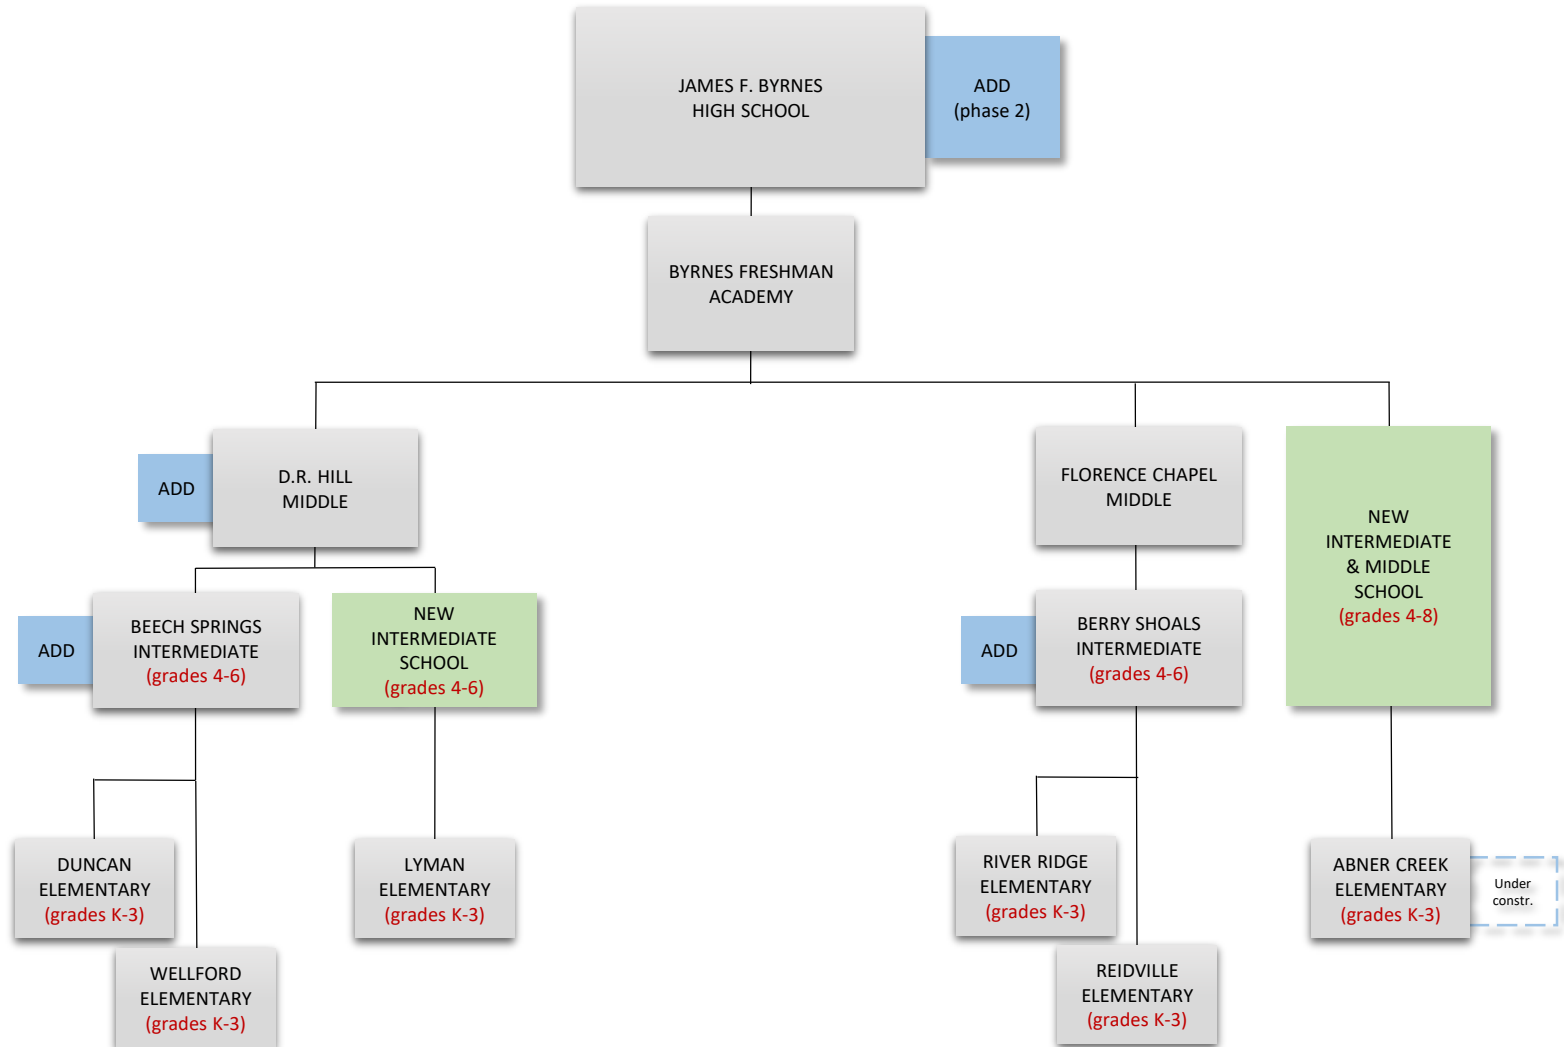 JAMES F. BYRNES
HIGH SCHOOL
ADD
(phase 2)
BYRNES FRESHMAN
ACADEMY
ADD
D.R. HILL
MIDDLE
FLORENCE CHAPEL
MIDDLE
NEW
INTERMEDIATE
& MIDDLE
SCHOOL
(grades 4-8)
ADD
BEECH SPRINGS
INTERMEDIATE
(grades 4-6)
NEW
INTERMEDIATE
SCHOOL
(grades 4-6)
ADD
BERRY SHOALS
INTERMEDIATE
(grades 4-6)
DUNCAN
ELEMENTARY
(grades K-3)
WELLFORD
ELEMENTARY
(grades K-3)
LYMAN
ELEMENTARY
(grades K-3)
RIVER RIDGE
ELEMENTARY
(grades K-3)
REIDVILLE
ELEMENTARY
(grades K-3)
ABNER CREEK
ELEMENTARY
(grades K-3)
Under
constr.